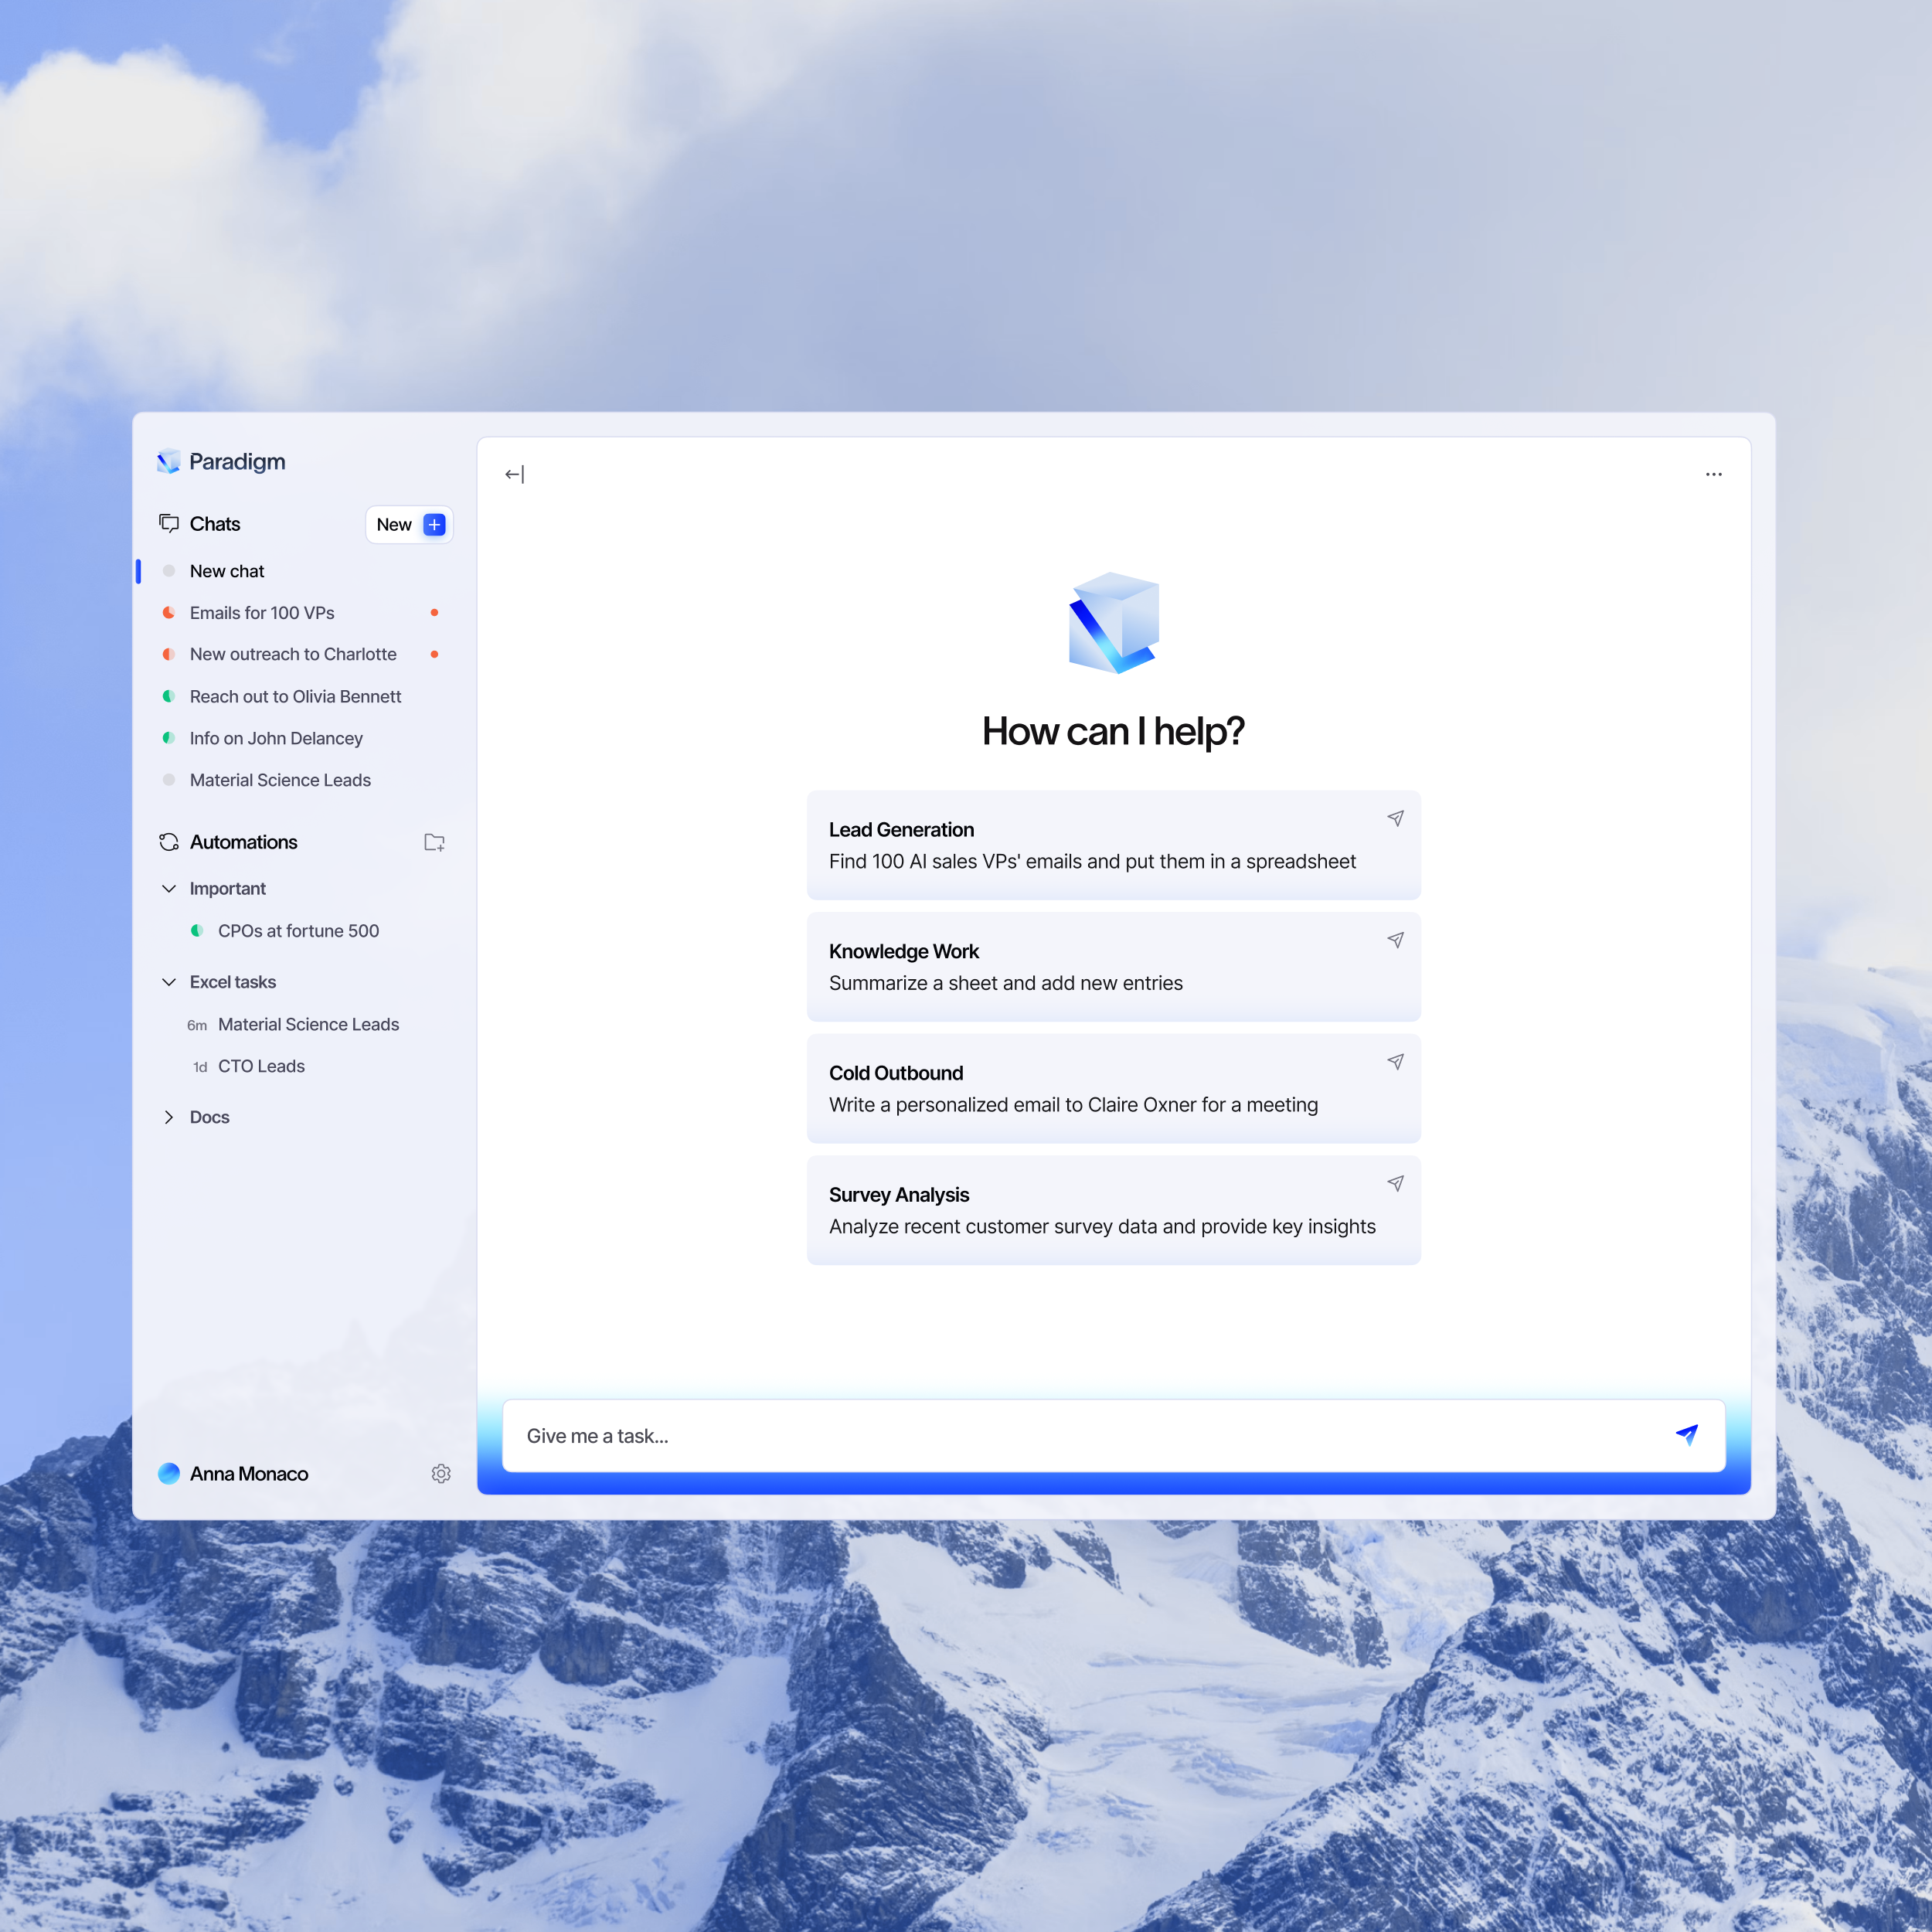 Paradigm
Chats
New
New chat
Emails for 100 VPs
New outreach to Charlotte
Reach out to Olivia Bennett
Info on John Delancey
Material Science Leads
Automations
Important
CPOs at fortune 500
Excel tasks
6m Material Science Leads
1d CTO Leads
Docs
Anna Monaco
How can I help?
Lead Generation
Find 100 AI sales VPs' emails and put them in a spreadsheet
Knowledge Work
Summarize a sheet and add new entries
Cold Outbound
Write a personalized email to Claire Oxner for a meeting
Survey Analysis
Analyze recent customer survey data and provide key insights
Give me a task...